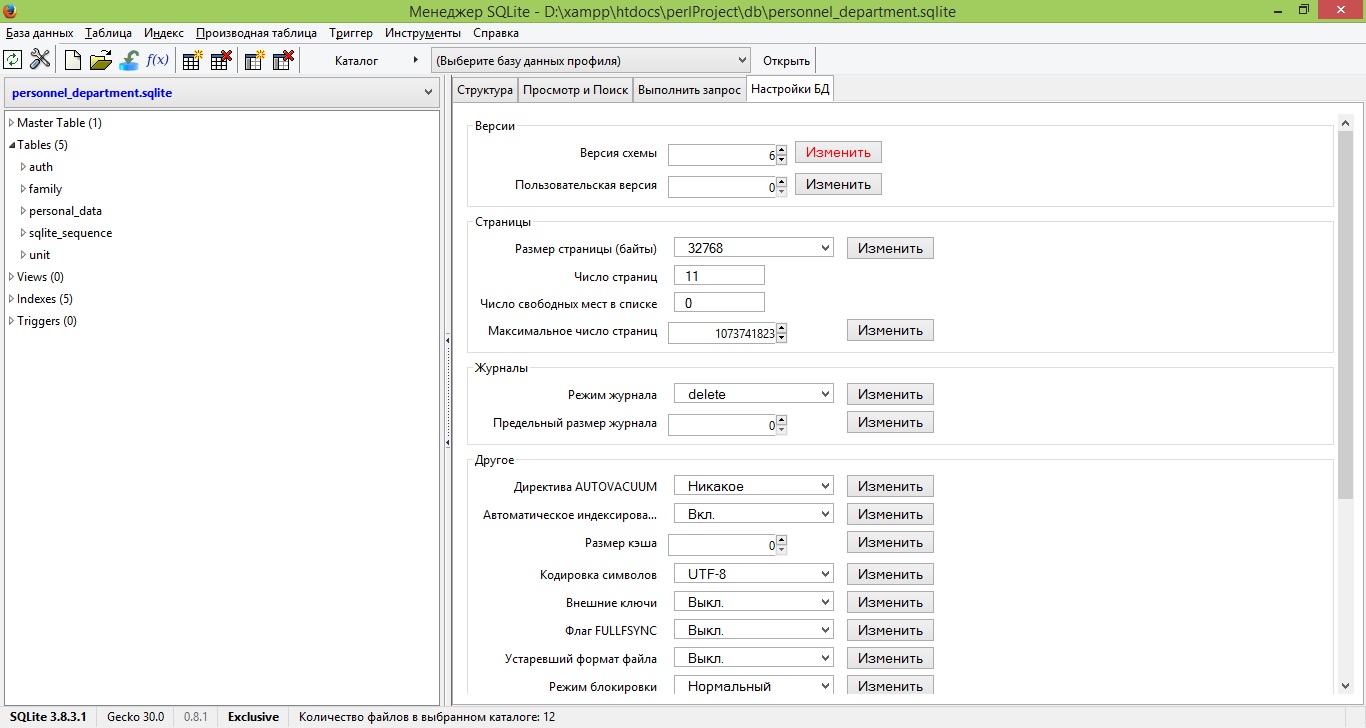 Менеджер SQLite - D:\xampp\htdocs\perlProject\db\personnel_department.sqlite
База данных Таблица Индекс Производная таблица Триггер Инструменты Справка
f(x) Каталог (Выберите базу данных профиля) Открыть
personnel_department.sqlite
Master Table (1)
Tables (5)
auth
family
personal_data
sqlite_sequence
unit
Views (0)
Indexes (5)
Triggers (0)
Структура Просмотр и Поиск Выполнить запрос Настройки БД
Версии
Версия схемы 6 Изменить
Пользовательская версия 0 Изменить
Страницы
Размер страницы (байты) 32768 Изменить
Число страниц 11
Число свободных мест в списке 0
Максимальное число страниц 1073741823 Изменить
Журналы
Режим журнала delete Изменить
Предельный размер журнала 0 Изменить
Другое
Директива AUTOVACUUM Никакое Изменить
Автоматическое индексирова... Вкл. Изменить
Размер кэша 0 Изменить
Кодировка символов UTF-8 Изменить
Внешние ключи Выкл. Изменить
Флаг FULLFSYNC Выкл. Изменить
Устаревший формат файла Выкл. Изменить
Режим блокировки Нормальный Изменить
SQLite 3.8.3.1 Gecko 30.0 0.8.1 Exclusive Количество файлов в выбранном каталоге: 12